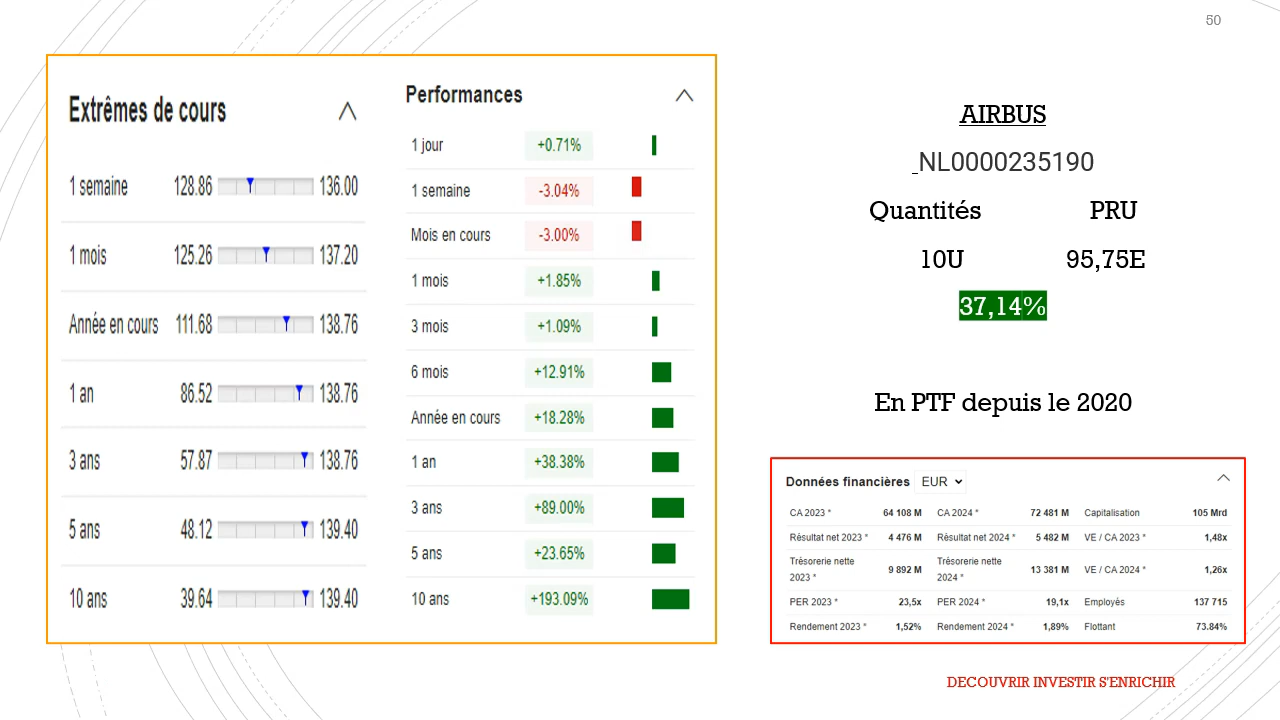 50
Extrêmes de cours
1 semaine 128.86 136.00
1 mois 125.26 137.20
Année en cours 111.68 138.76
1 an 86.52 138.76
3 ans 57.87 138.76
5 ans 48.12 139.40
10 ans 39.64 139.40
Performances
1 jour +0.71%
1 semaine -3.04%
Mois en cours -3.00%
1 mois +1.85%
3 mois +1.09%
6 mois +12.91%
Année en cours +18.28%
1 an +38.38%
3 ans +89.00%
5 ans +23.65%
10 ans +193.09%
AIRBUS
_NL0000235190
Quantités PRU
10U 95,75E
37,14%
En PTF depuis le 2020
Données financières EUR
CA 2023 * 64 108 M CA 2024 * 72 481 M Capitalisation 105 Mrd
Résultat net 2023 * 4 476 M Résultat net 2024 * 5 482 M VE / CA 2023 * 1,48x
Trésorerie nette 2023 * 9 892 M Trésorerie nette 2024 * 13 381 M VE / CA 2024 * 1,26x
PER 2023 * 23,5x PER 2024 * 19,1x Employés 137 715
Rendement 2023 * 1,52% Rendement 2024 * 1,89% Flottant 73.84%
DECOUVRIR INVESTIR S'ENRICHIR